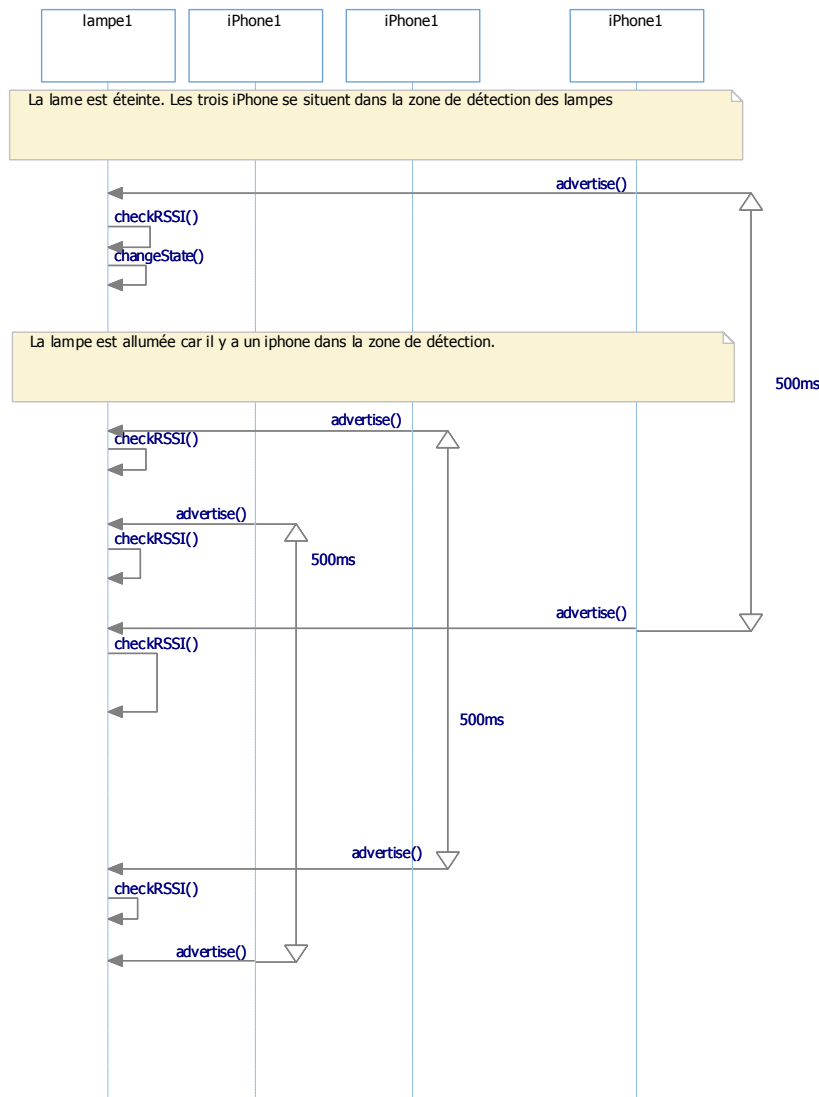 lampe1
iPhone1
iPhone1
iPhone1
La lame est éteinte. Les trois iPhone se situent dans la zone de détection des lampes
advertise()
checkRSSI()
changeState()
La lampe est allumée car il y a un iphone dans la zone de détection.
500ms
advertise()
checkRSSI()
advertise()
checkRSSI()
500ms
advertise()
checkRSSI()
500ms
advertise()
checkRSSI()
advertise()